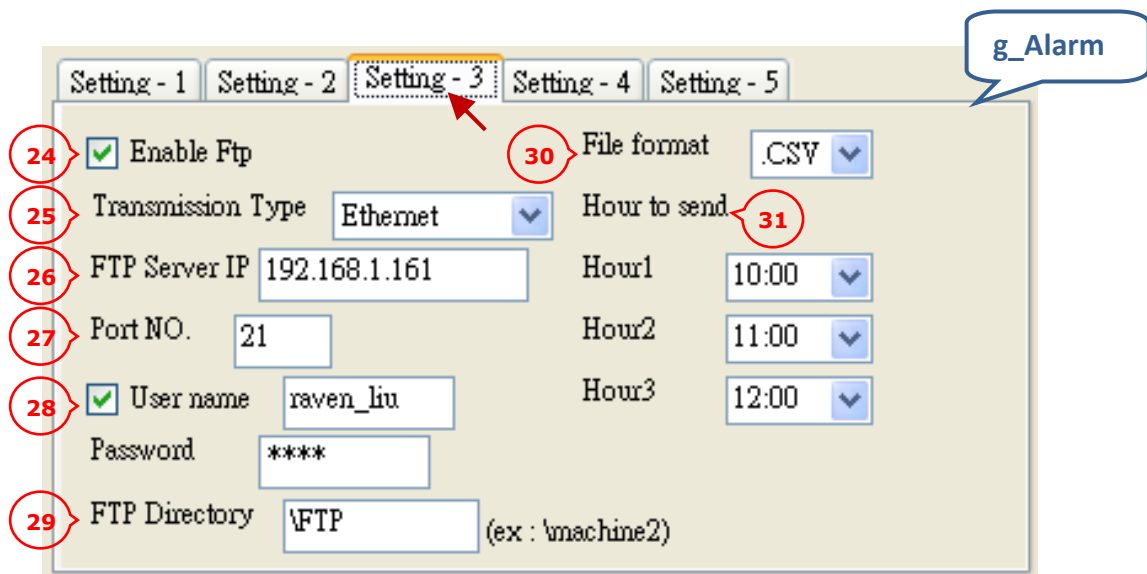 g_Alarm
Setting - 1 Setting - 2 Setting - 3 Setting - 4 Setting - 5
24 Enable Ftp
25 Transmission Type Ethernet
26 FTP Server IP 192.168.1.161
27 Port NO. 21
28 User name raven_liu
Password ****
29 FTP Directory \FTP (ex : \machine2)
30 File format .CSV
Hour to send 31
Hour1 10:00
Hour2 11:00
Hour3 12:00